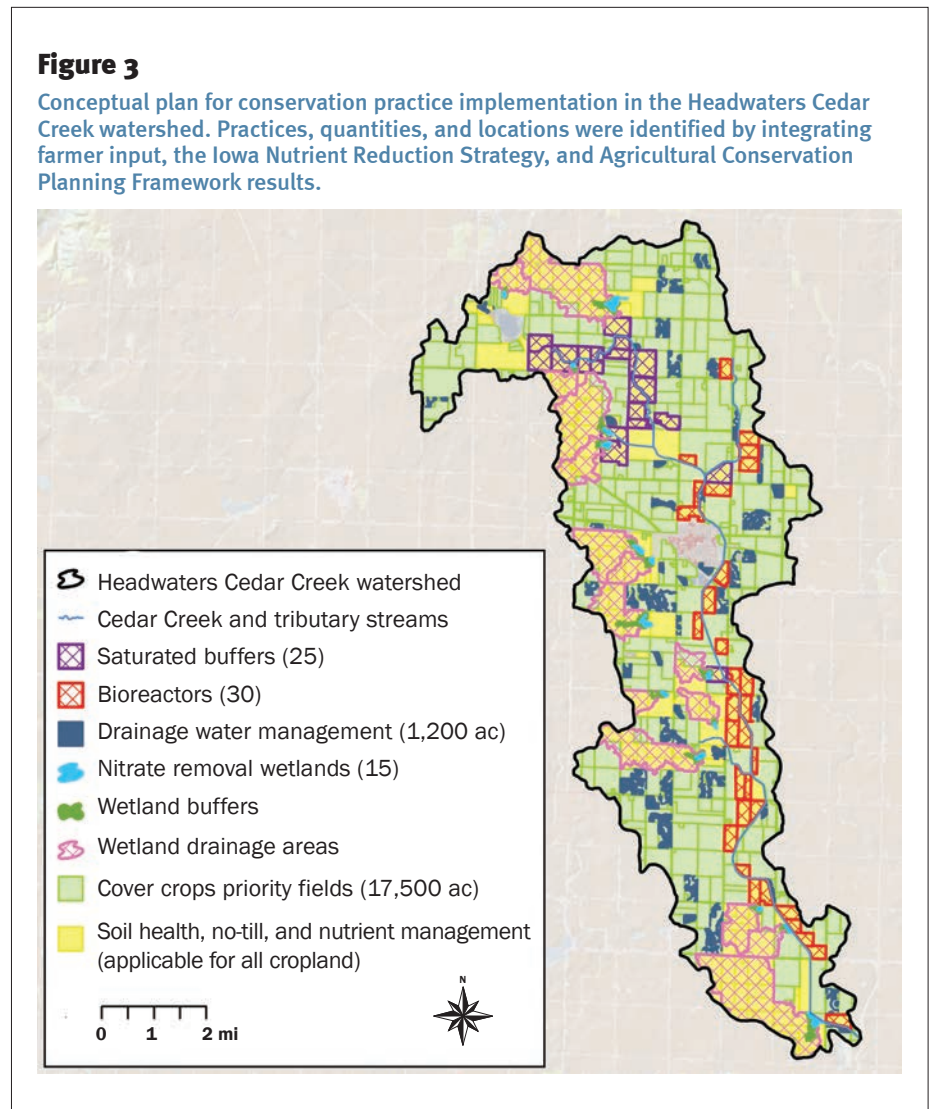 Figure 3
Conceptual plan for conservation practice implementation in the Headwaters Cedar
Creek watershed. Practices, quantities, and locations were identified by integrating
farmer input, the Iowa Nutrient Reduction Strategy, and Agricultural Conservation
Planning Framework results.
Headwaters Cedar Creek watershed
Cedar Creek and tributary streams
Saturated buffers (25)
Bioreactors (30)
Drainage water management (1,200 ac)
Nitrate removal wetlands (15)
Wetland buffers
Wetland drainage areas
Cover crops priority fields (17,500 ac)
Soil health, no-till, and nutrient management
(applicable for all cropland)
N
0 1 2 mi